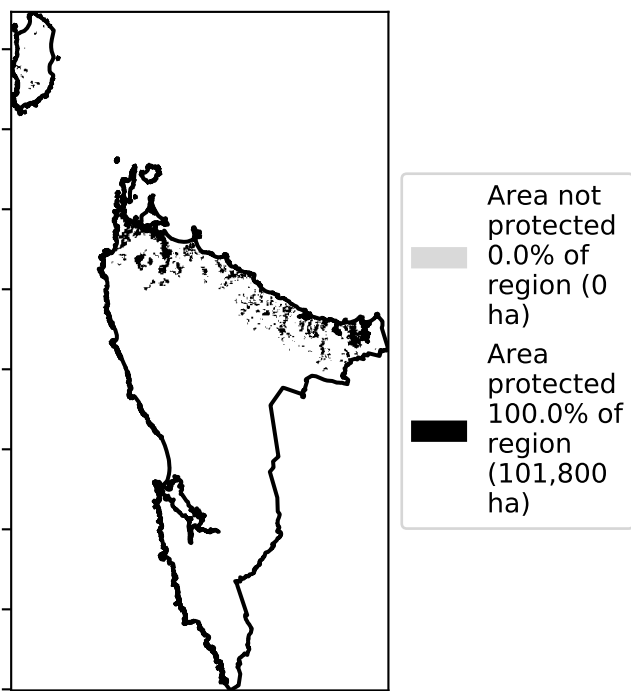 Area not
protected
0.0% of
region (0
ha)
Area
protected
100.0% of
region
(101,800
ha)